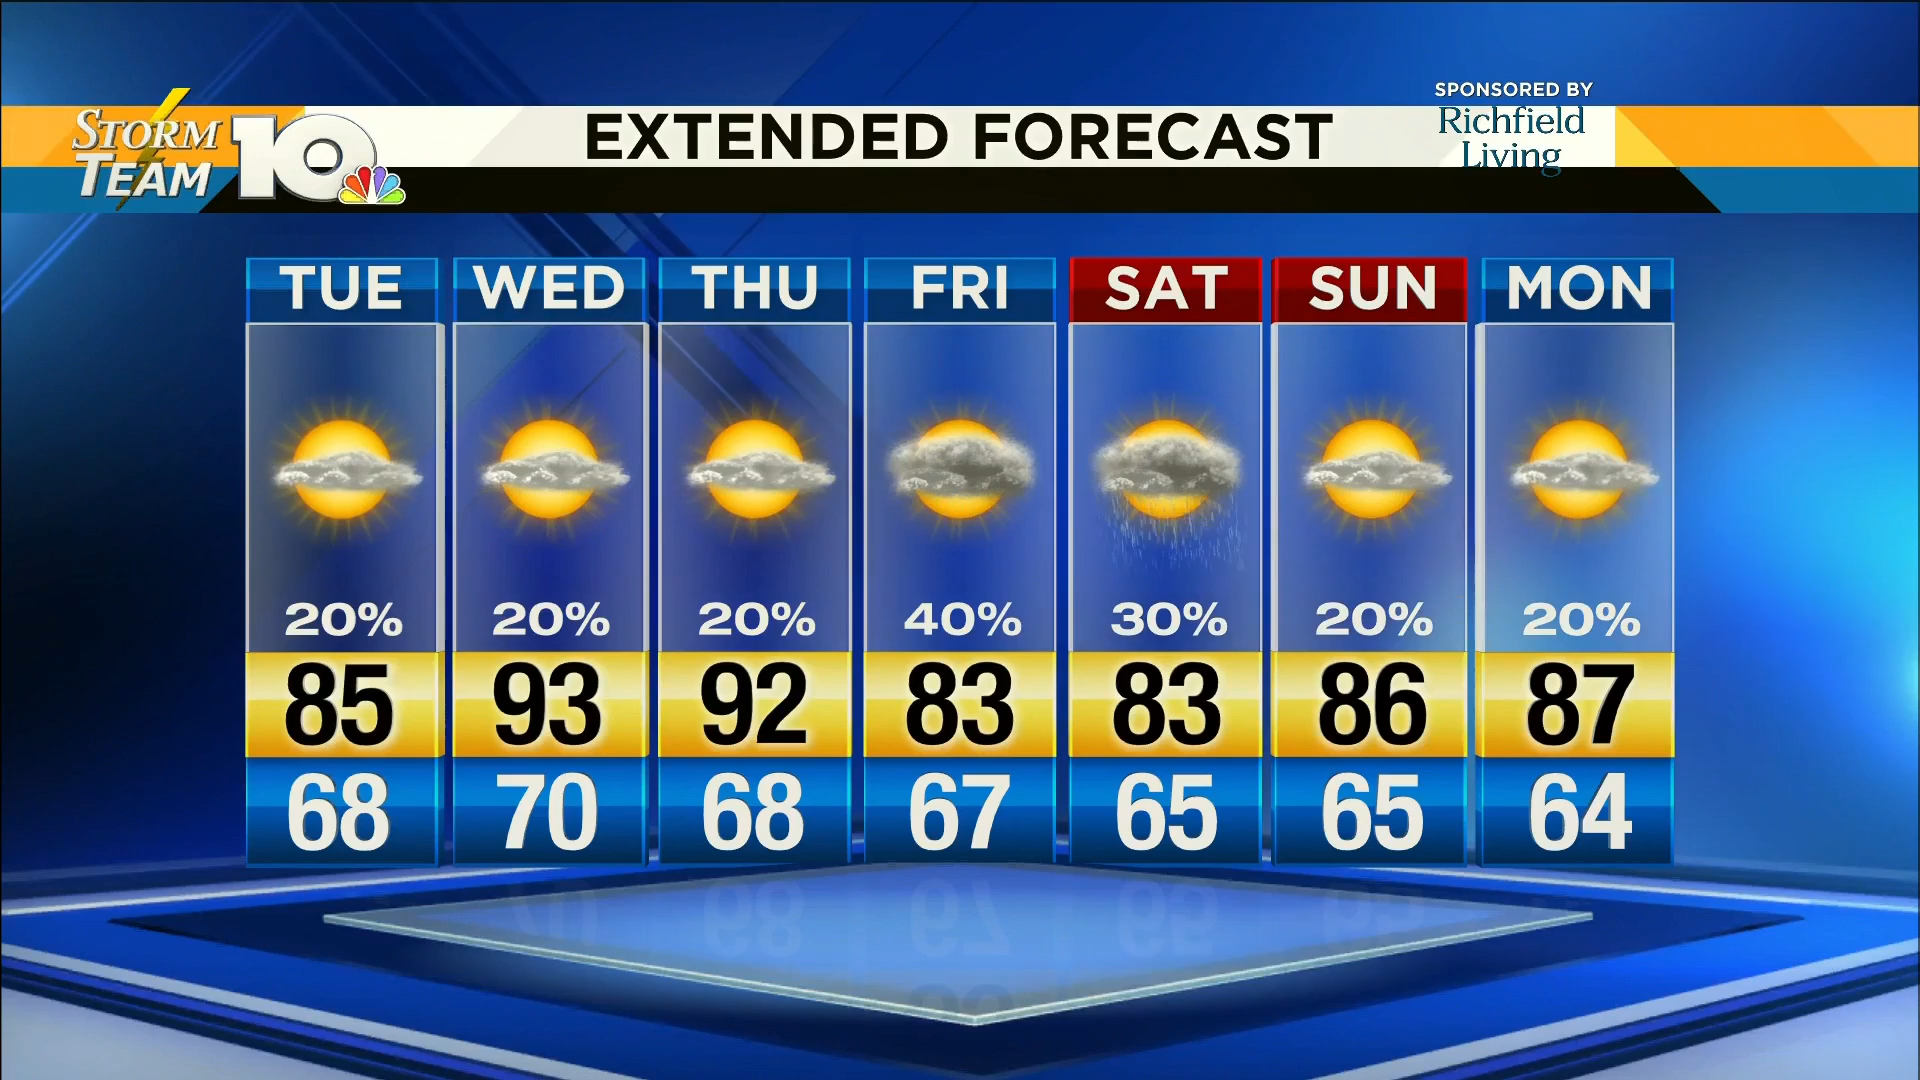 SPONSORED BY
Richfield
Living
STORM
TEAM
10
EXTENDED FORECAST
TUE WED THU FRI SAT SUN MON
20% 20% 20% 40% 30% 20% 20%
85 93 92 83 83 86 87
68 70 68 67 65 65 64